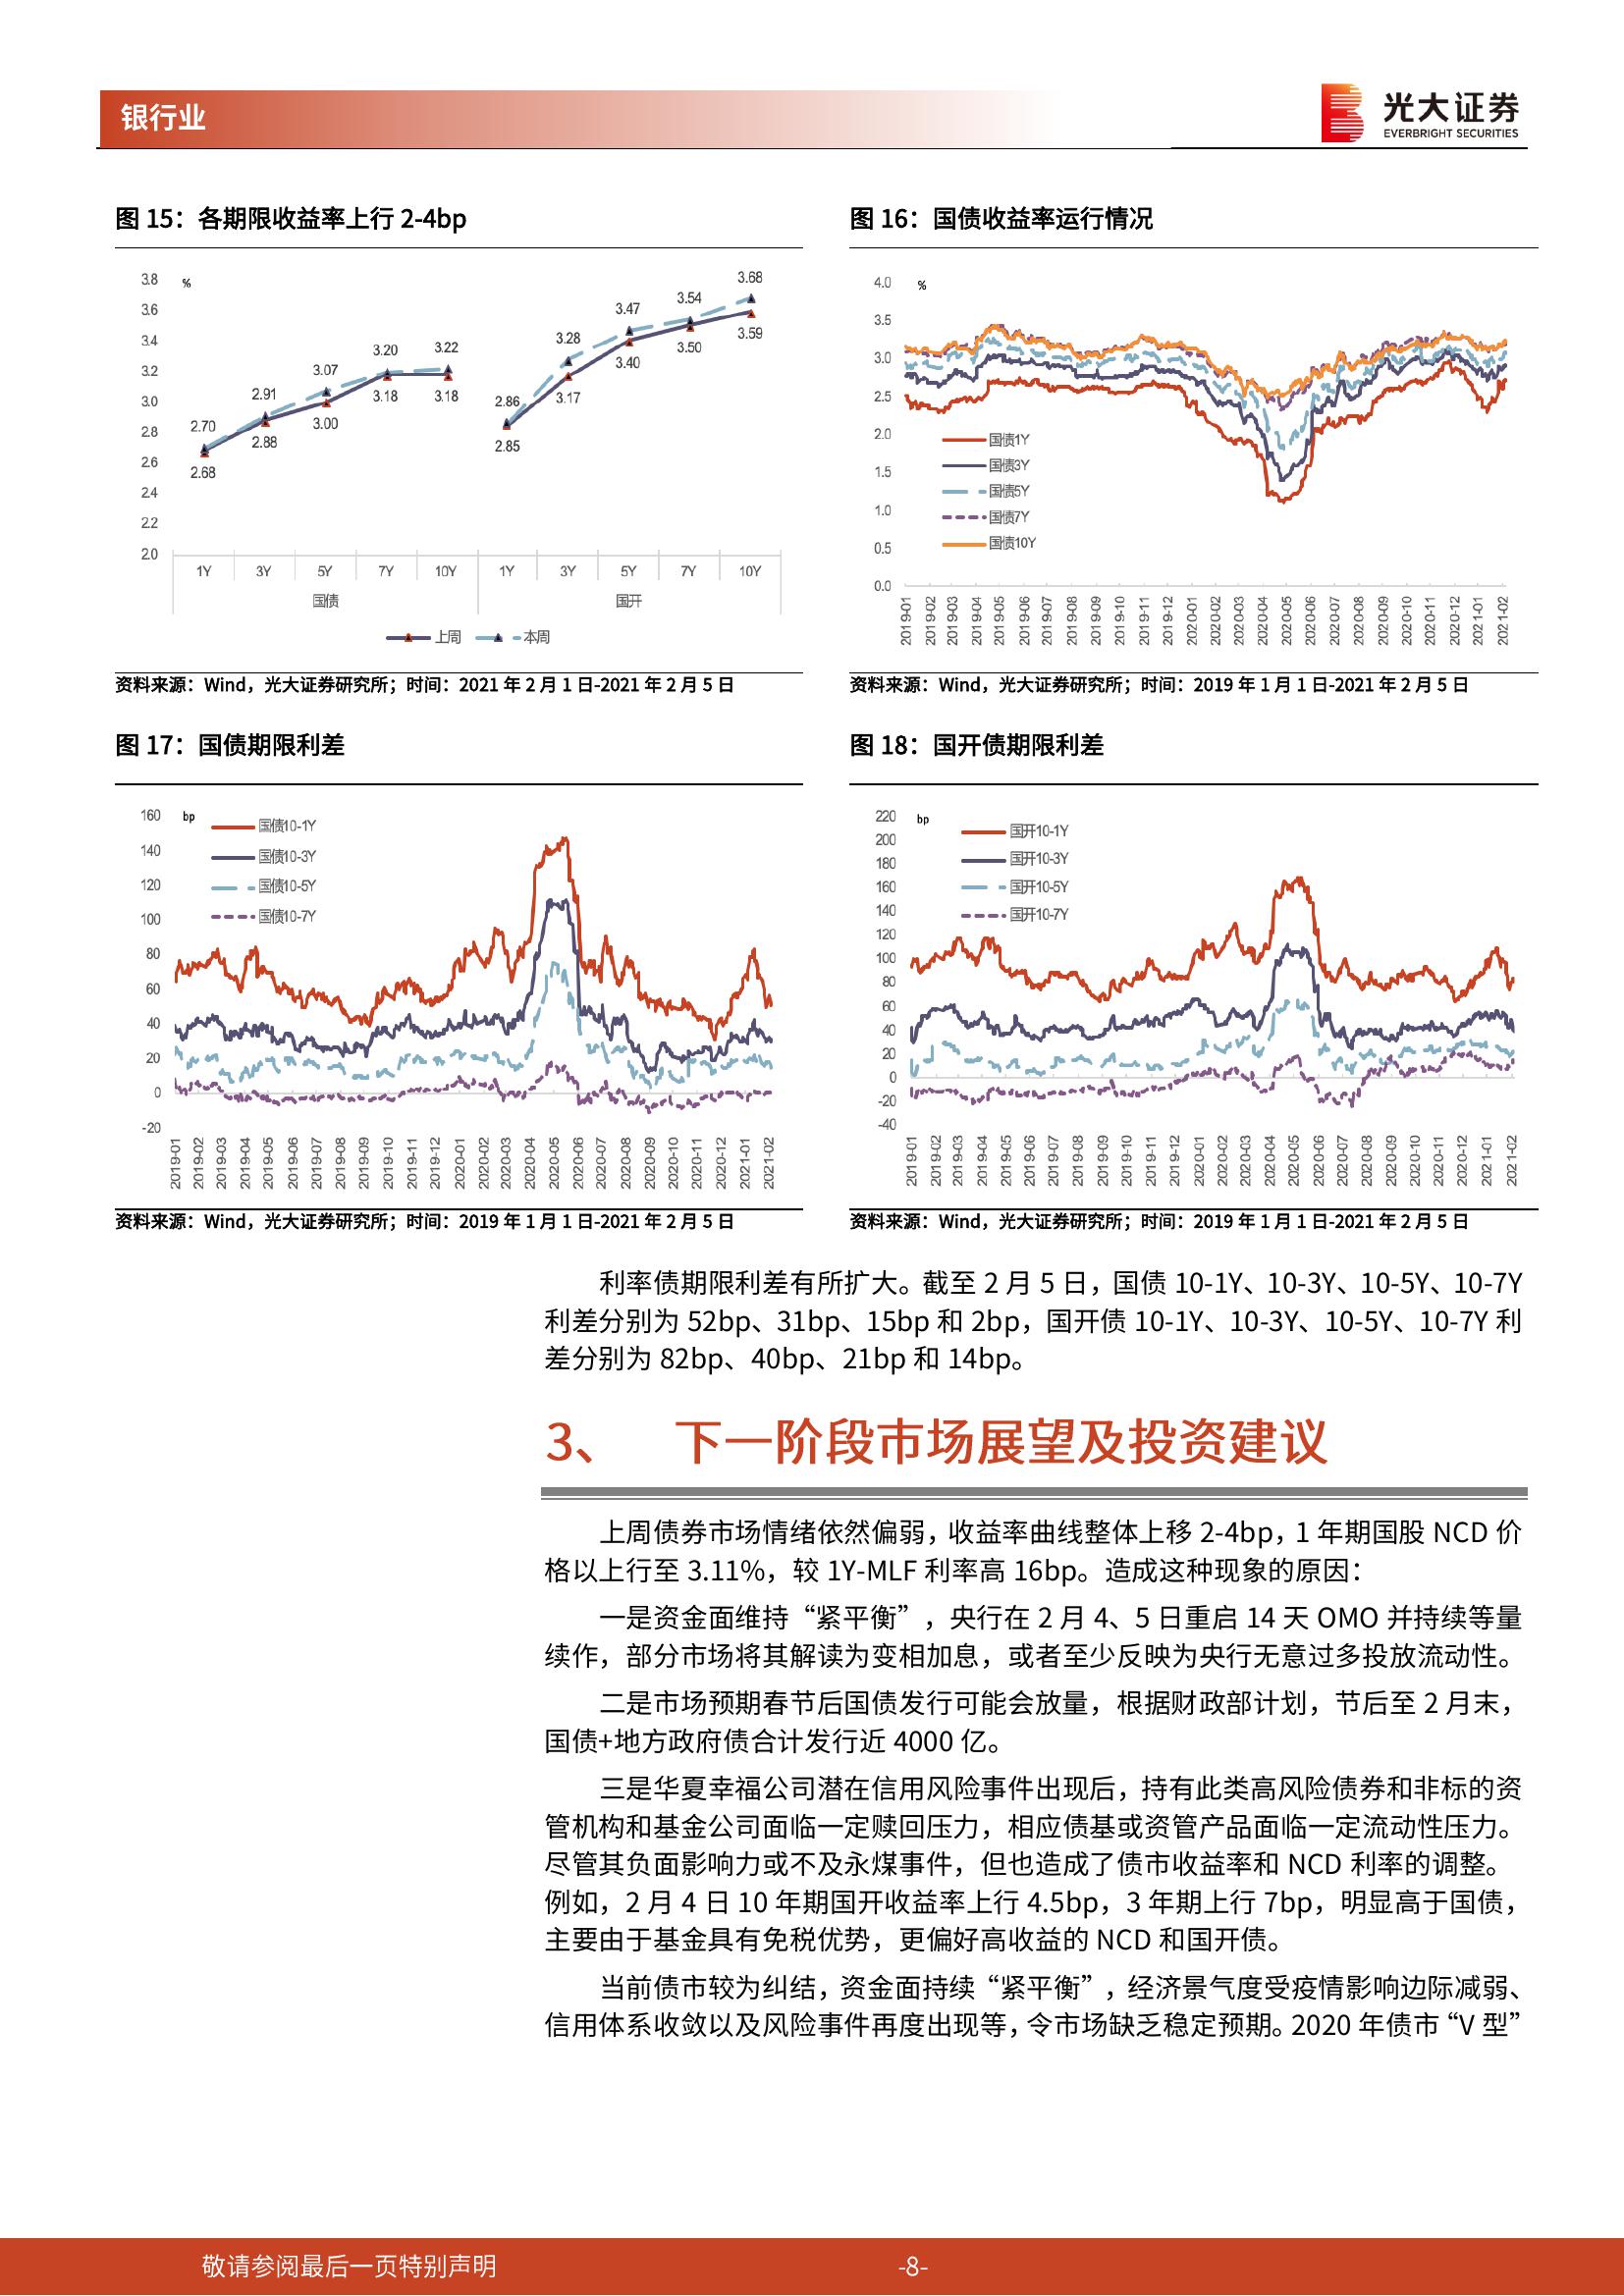 银行业
光大证券
EVERBRIGHT SECURITIES
图 15：各期限收益率上行 2-4bp
3.8
3.6
3.4
3.2
3.0
2.8
2.6
2.4
2.2
2.0
%
2.70
2.91
3.07
3.20
3.22
2.86
3.28
3.47
3.54
3.68
2.68
2.88
3.00
3.18
3.18
2.85
3.17
3.40
3.50
3.59
1Y 3Y 5Y 7Y 10Y 1Y 3Y 5Y 7Y 10Y
国债 国开
上周 本周
资料来源：Wind，光大证券研究所；时间：2021 年 2 月 1 日-2021 年 2 月 5 日
图 16：国债收益率运行情况
4.0
3.5
3.0
2.5
2.0
1.5
1.0
0.5
0.0
%
国债1Y
国债3Y
国债5Y
国债7Y
国债10Y
2019-01 2019-02 2019-03 2019-04 2019-05 2019-06 2019-07 2019-08 2019-09 2019-10 2019-11 2019-12 2020-01 2020-02 2020-03 2020-04 2020-05 2020-06 2020-07 2020-08 2020-09 2020-10 2020-11 2020-12 2021-01 2021-02
资料来源：Wind，光大证券研究所；时间：2019 年 1 月 1 日-2021 年 2 月 5 日
图 17：国债期限利差
160
140
120
100
80
60
40
20
0
-20
bp
国债10-1Y
国债10-3Y
国债10-5Y
国债10-7Y
2019-01 2019-02 2019-03 2019-04 2019-05 2019-06 2019-07 2019-08 2019-09 2019-10 2019-11 2019-12 2020-01 2020-02 2020-03 2020-04 2020-05 2020-06 2020-07 2020-08 2020-09 2020-10 2020-11 2020-12 2021-01 2021-02
资料来源：Wind，光大证券研究所；时间：2019 年 1 月 1 日-2021 年 2 月 5 日
图 18：国开债期限利差
220
200
180
160
140
120
100
80
60
40
20
0
-20
-40
bp
国开10-1Y
国开10-3Y
国开10-5Y
国开10-7Y
2019-01 2019-02 2019-03 2019-04 2019-05 2019-06 2019-07 2019-08 2019-09 2019-10 2019-11 2019-12 2020-01 2020-02 2020-03 2020-04 2020-05 2020-06 2020-07 2020-08 2020-09 2020-10 2020-11 2020-12 2021-01 2021-02
资料来源：Wind，光大证券研究所；时间：2019 年 1 月 1 日-2021 年 2 月 5 日
利率债期限利差有所扩大。截至 2 月 5 日，国债 10-1Y、10-3Y、10-5Y、10-7Y
利差分别为 52bp、31bp、15bp 和 2bp，国开债 10-1Y、10-3Y、10-5Y、10-7Y 利
差分别为 82bp、40bp、21bp 和 14bp。
3、 下一阶段市场展望及投资建议
上周债券市场情绪依然偏弱，收益率曲线整体上移 2-4bp，1 年期国股 NCD 价
格以上行至 3.11%，较 1Y-MLF 利率高 16bp。造成这种现象的原因：
一是资金面维持“紧平衡”，央行在 2 月 4、5 日重启 14 天 OMO 并持续等量
续作，部分市场将其解读为变相加息，或者至少反映为央行无意过多投放流动性。
二是市场预期春节后国债发行可能会放量，根据财政部计划，节后至 2 月末，
国债+地方政府债合计发行近 4000 亿。
三是华夏幸福公司潜在信用风险事件出现后，持有此类高风险债券和非标的资
管机构和基金公司面临一定赎回压力，相应债基或资管产品面临一定流动性压力。
尽管其负面影响力或不及永煤事件，但也造成了债市收益率和 NCD 利率的调整。
例如，2 月 4 日 10 年期国开收益率上行 4.5bp，3 年期上行 7bp，明显高于国债，
主要由于基金具有免税优势，更偏好高收益的 NCD 和国开债。
当前债市较为纠结，资金面持续“紧平衡”，经济景气度受疫情影响边际减弱、
信用体系收敛以及风险事件再度出现等，令市场缺乏稳定预期。2020 年债市“V 型”
敬请参阅最后一页特别声明
-8-